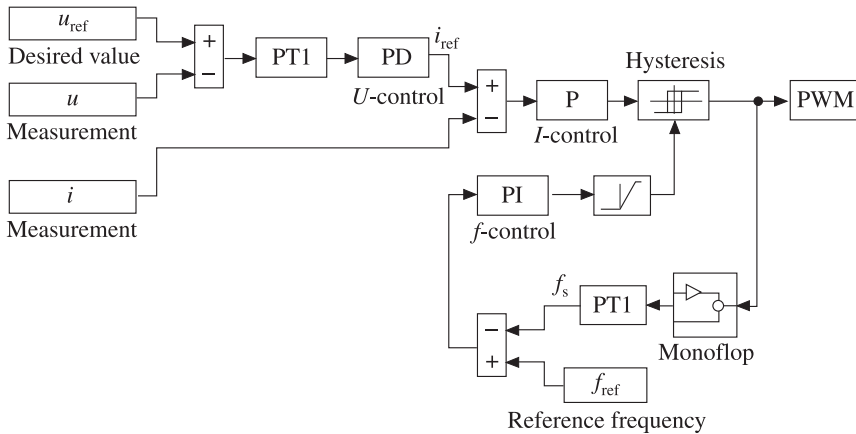 u_ref
Desired value
+
−
u
Measurement
PT1
PD
U-control
i_ref
+
−
i
Measurement
P
I-control
Hysteresis
PWM
PI
f-control
f_s
PT1
Monoflop
−
+
f_ref
Reference frequency